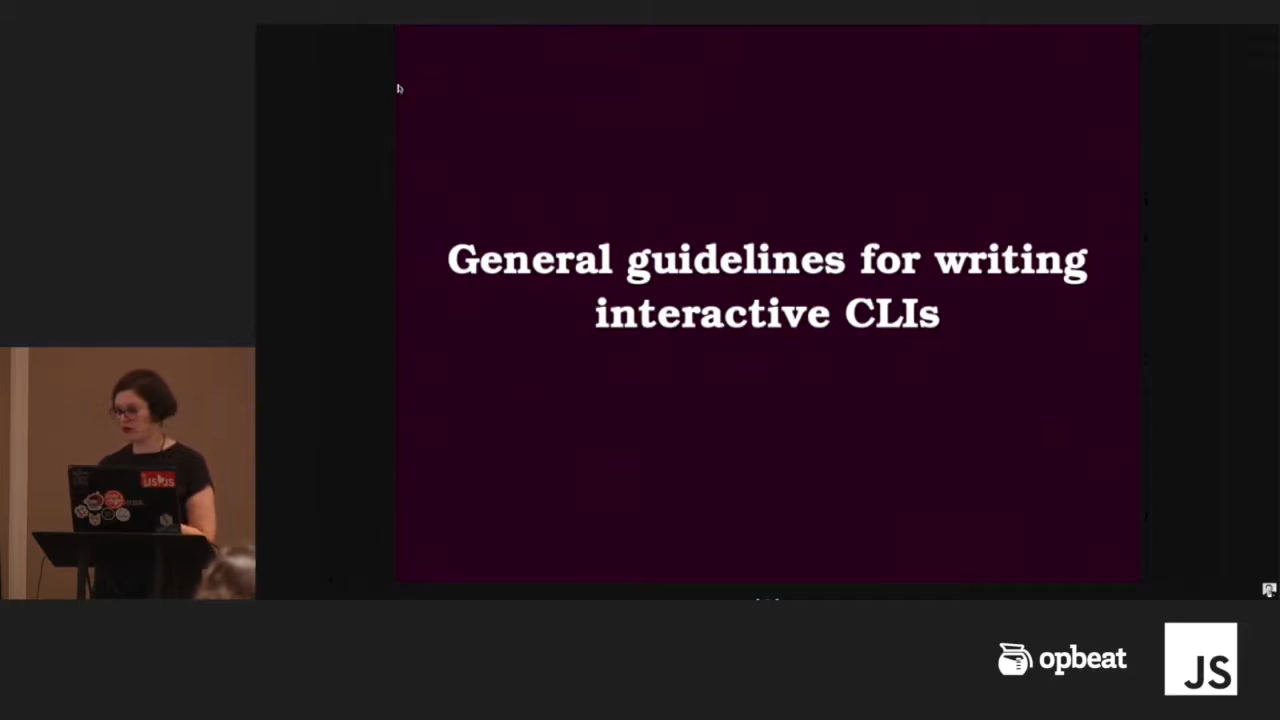 General guidelines for writing
interactive CLIs
opbeat
JS